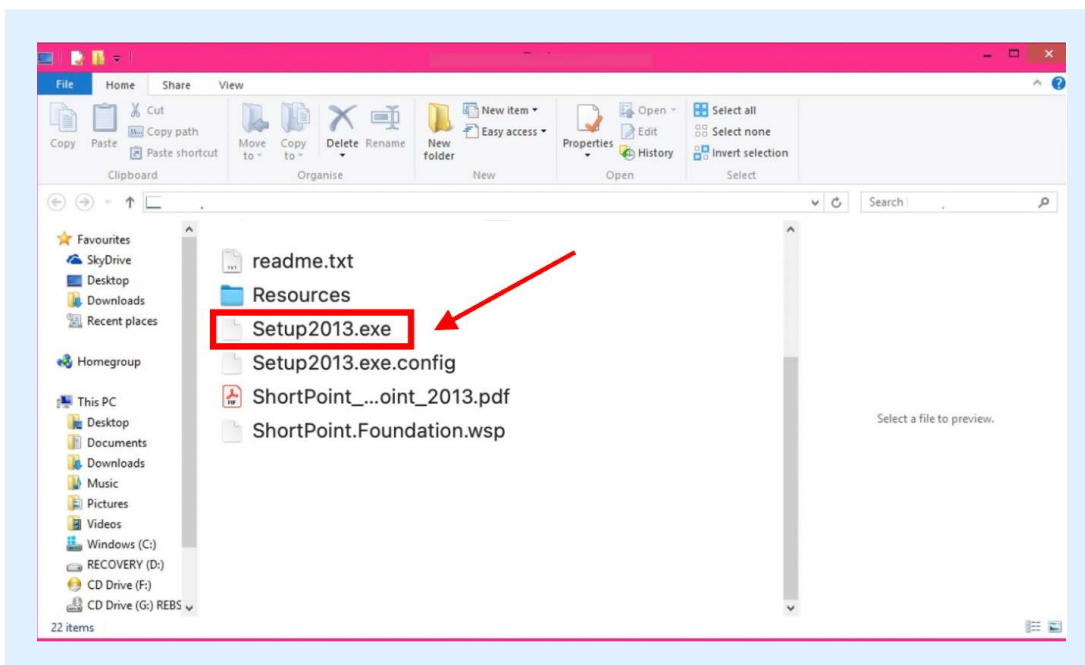 File Home Share View
Copy
Paste
Cut
Copy path
Paste shortcut
Clipboard
Move to
Copy to
Delete
Rename
Organise
New folder
New item
Easy access
New
Properties
Open
Edit
History
Open
Select all
Select none
Invert selection
Select
Search
Favourites
SkyDrive
Desktop
Downloads
Recent places
Homegroup
This PC
Desktop
Documents
Downloads
Music
Pictures
Videos
Windows (C:)
RECOVERY (D:)
CD Drive (F:)
CD Drive (G:) REBS
readme.txt
Resources
Setup2013.exe
Setup2013.exe.config
ShortPoint_...oint_2013.pdf
ShortPoint.Foundation.wsp
Select a file to preview.
22 items